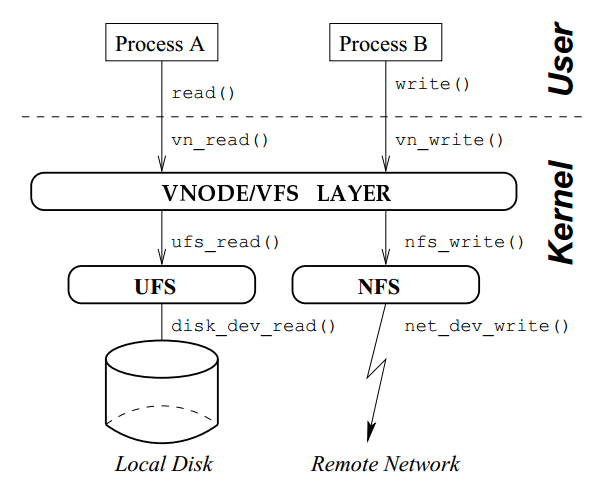 Process A
Process B
User
read()
write()
vn_read()
vn_write()
Kernel
VNODE/VFS LAYER
ufs_read()
nfs_write()
UFS
NFS
disk_dev_read()
net_dev_write()
Local Disk
Remote Network